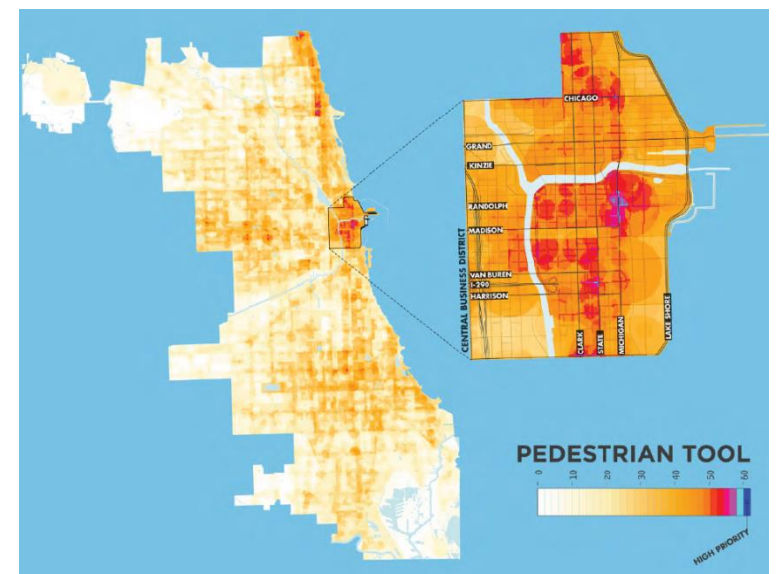 CHICAGO
GRAND
KINZIE
RANDOLPH
MADISON
VAN BUREN
I-290
HARRISON
CENTRAL BUSINESS DISTRICT
CLARK
STATE
MICHIGAN
LAKE SHORE
PEDESTRIAN TOOL
0
10
20
30
40
50
60
HIGH PRIORITY